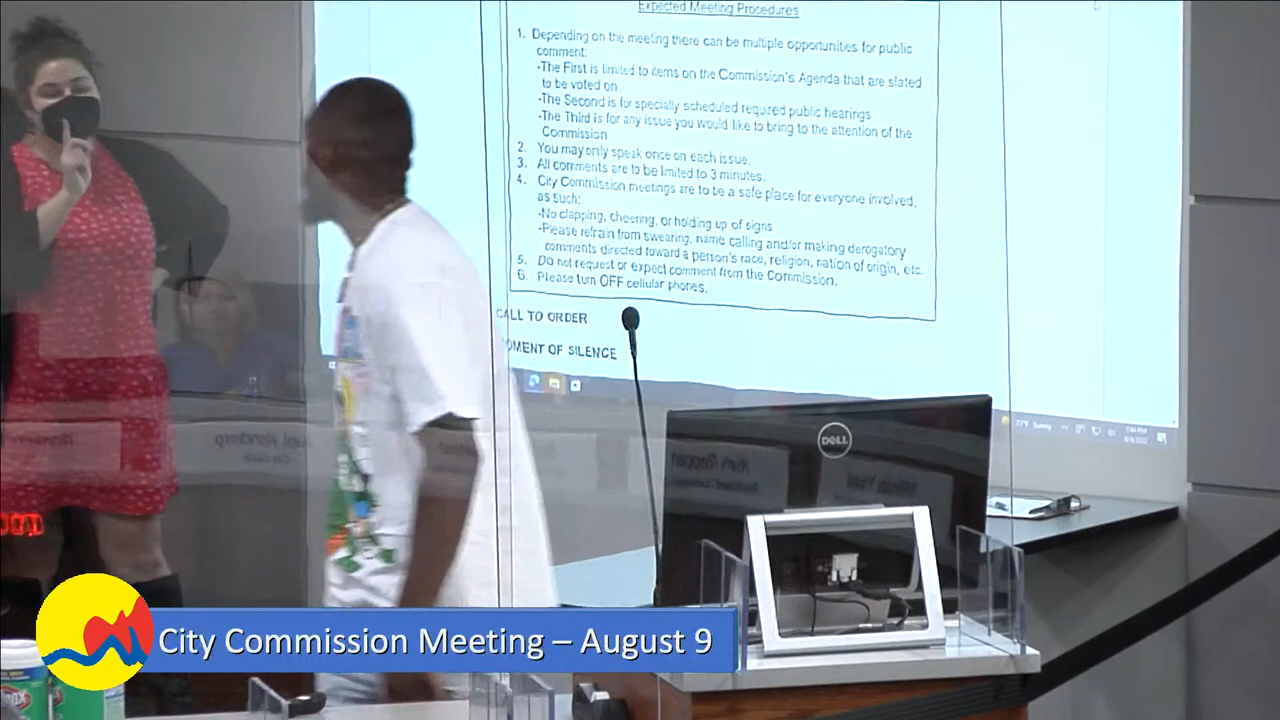 Expected Meeting Procedures
1. Depending on the meeting there can be multiple opportunities for public
comment:
-The First is limited to items on the Commission's Agenda that are slated
to be voted on
-The Second is for specially scheduled required public hearings
-The Third is for any issue you would like to bring to the attention of the
Commission
2. You may only speak once on each issue.
3. All comments are to be limited to 3 minutes.
4. City Commission meetings are to be a safe place for everyone involved,
as such:
-No clapping, cheering, or holding up of signs
-Please refrain from swearing, name calling and/or making derogatory
comments directed toward a person's race, religion, nation of origin, etc.
5. Do not request or expect comment from the Commission.
6. Please turn OFF cellular phones.
CALL TO ORDER
OMENT OF SILENCE
77°F Sunny
DELL
City Commission Meeting – August 9